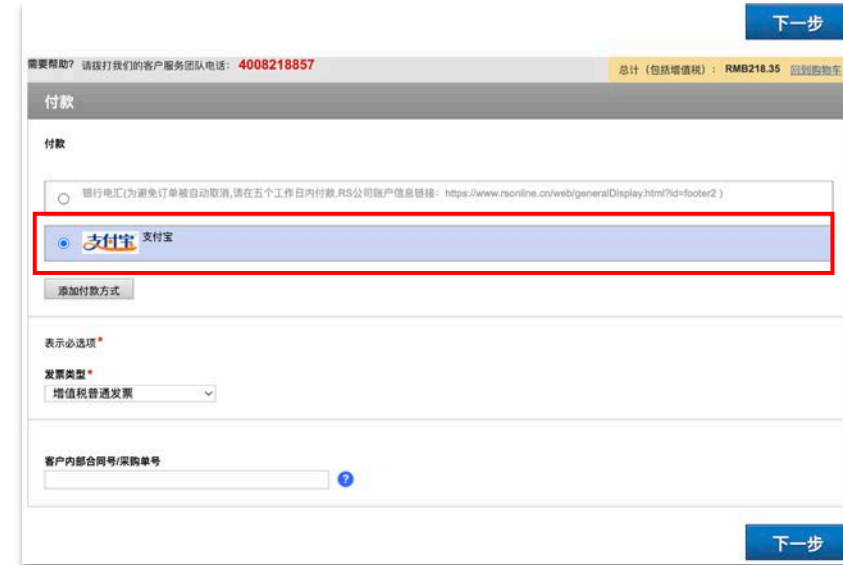 下一步
需要帮助? 请拨打我们的客户服务团队电话: 4008218857 总计（包括增值税）: RMB218.35 回到购物车
付款
付款
银行电汇(为避免订单被自动取消,请在五个工作日内付款.RS公司账户信息链接: https://www.rsonline.cn/web/generalDisplay.html?id=footer2 )
支付宝 支付宝
添加付款方式
表示必选项*
发票类型*
增值税普通发票
客户内部合同号/采购单号
?
下一步